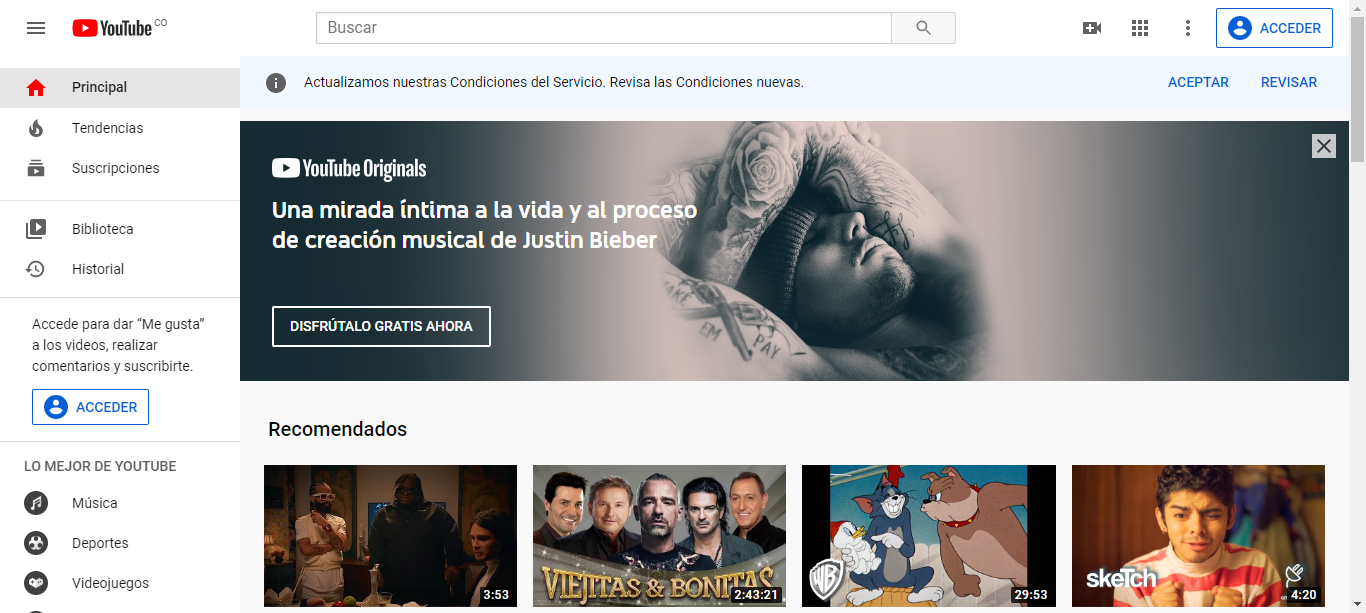 YouTube CO
Buscar
ACCEDER
Principal
Tendencias
Suscripciones
Biblioteca
Historial
Accede para dar “Me gusta”
a los videos, realizar
comentarios y suscribirte.
ACCEDER
LO MEJOR DE YOUTUBE
Música
Deportes
Videojuegos
Actualizamos nuestras Condiciones del Servicio. Revisa las Condiciones nuevas.
ACEPTAR
REVISAR
YouTube Originals
Una mirada íntima a la vida y al proceso
de creación musical de Justin Bieber
DISFRÚTALO GRATIS AHORA
EM
PAY
Recomendados
3:53
VIEJITAS & BONITAS
2:43:21
WB
29:53
sketch
4:20